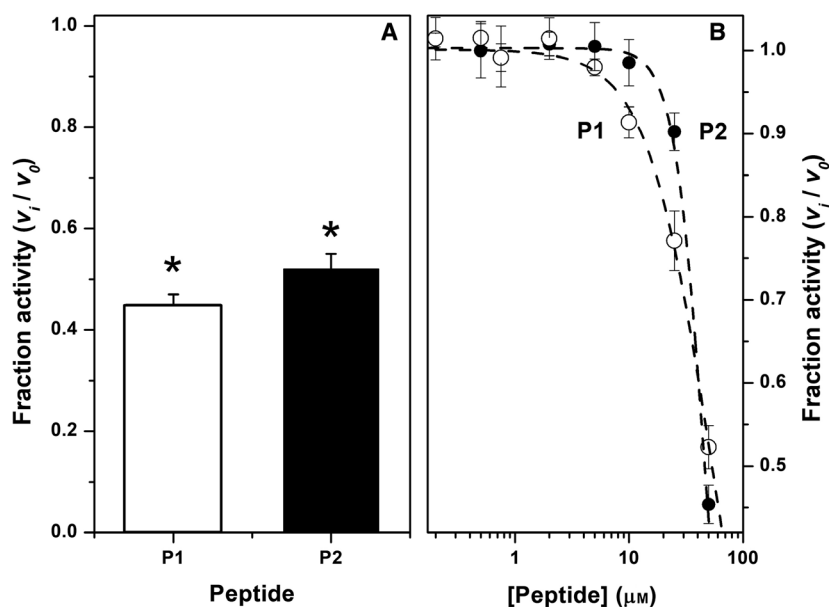 A
Fraction activity (vi / v0)
1.0
0.8
0.6
0.4
0.2
0.0
*
*
P1
P2
Peptide
B
P1
P2
1.0
0.9
0.8
0.7
0.6
0.5
Fraction activity (vi / v0)
1
10
100
[Peptide] (μM)